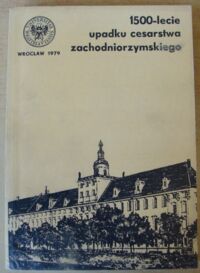 1500-lecie
upadku cesarstwa
zachodniorzymskiego
WROCŁAW 1979